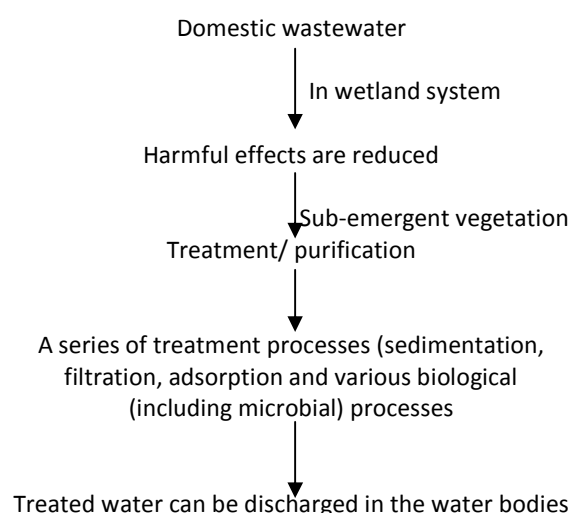 Domestic wastewater
In wetland system
Harmful effects are reduced
Sub-emergent vegetation
Treatment/ purification
A series of treatment processes (sedimentation,
filtration, adsorption and various biological
(including microbial) processes
Treated water can be discharged in the water bodies